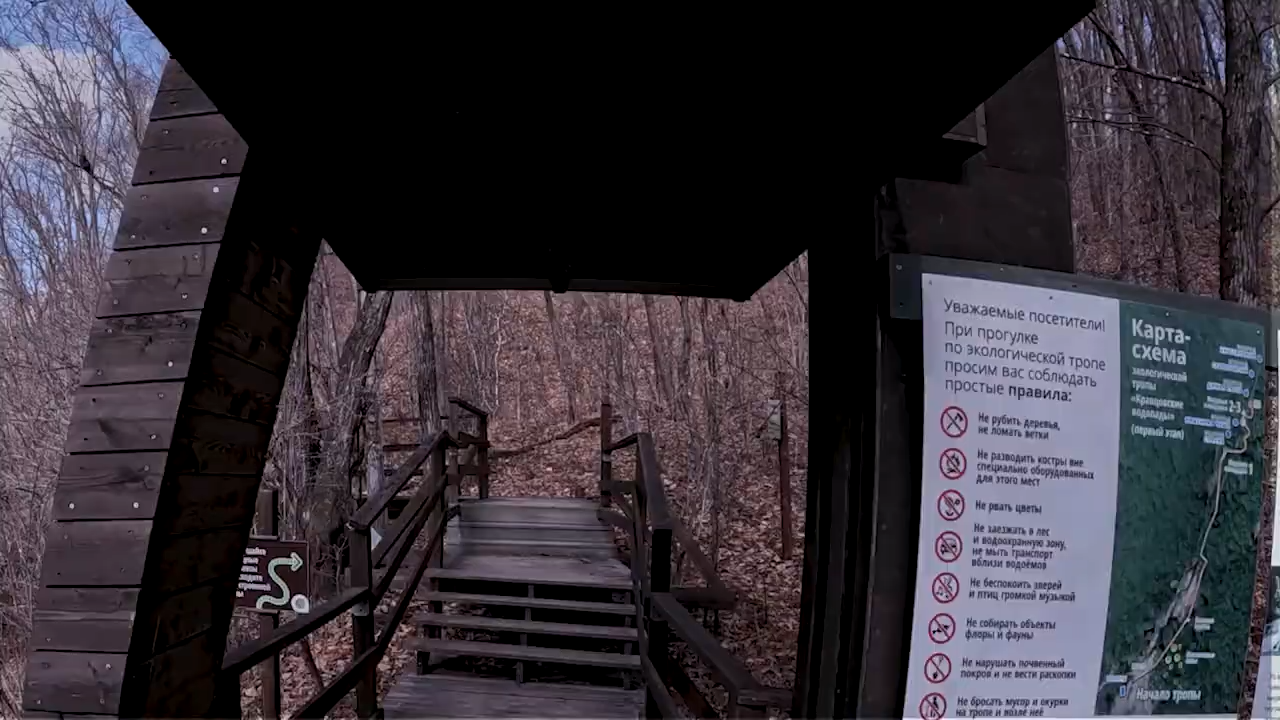 Уважаемые посетители!
При прогулке
по экологической тропе
просим вас соблюдать
простые правила:
Не рубить деревья,
не ломать ветки
Не разводить костры вне
специально оборудованных
для этого мест
Не рвать цветы
Не заезжать в лес
и водоохранную зону,
не мыть транспорт
вблизи водоёмов
Не беспокоить зверей
и птиц громкой музыкой
Не собирать объекты
флоры и фауны
Не нарушать почвенный
покров и не вести раскопки
Не бросать мусор и окурки
на тропе и возле неё
Карта-
схема
экологической
тропы
«Кравцовские
водопады»
(первый этап)
2-3
Начало тропы